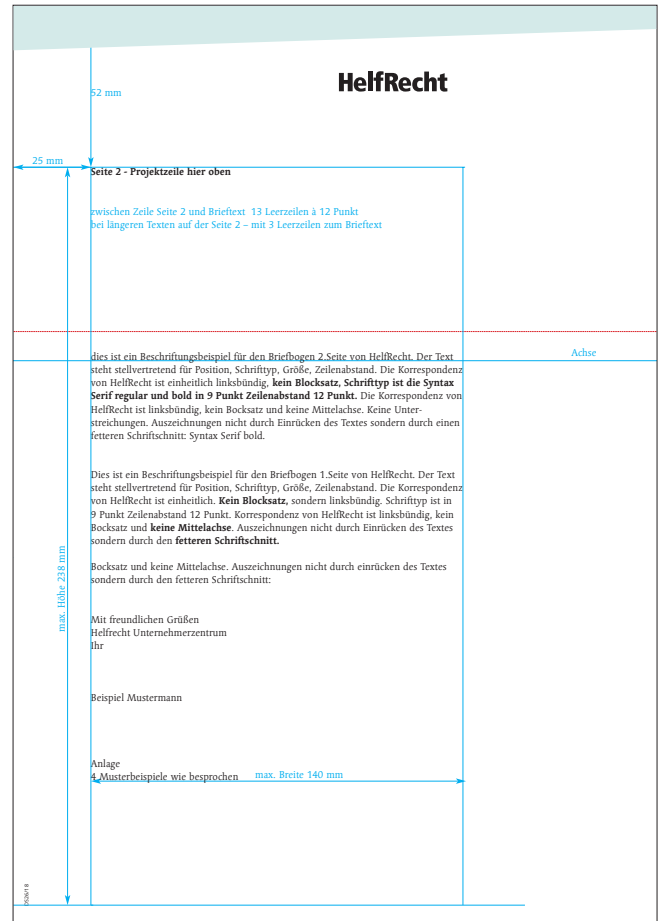 HelfRecht
52 mm
25 mm
Seite 2 - Projektzeile hier oben
zwischen Zeile Seite 2 und Brieftext 13 Leerzeilen à 12 Punkt
bei längeren Texten auf der Seite 2 – mit 3 Leerzeilen zum Brieftext
Achse
dies ist ein Beschriftungsbeispiel für den Briefbogen 2.Seite von HelfRecht. Der Text
steht stellvertretend für Position, Schrifttyp, Größe, Zeilenabstand. Die Korrespondenz
von HelfRecht ist einheitlich linksbündig, kein Blocksatz, Schrifttyp ist die Syntax
Serif regular und bold in 9 Punkt Zeilenabstand 12 Punkt. Die Korrespondenz von
HelfRecht ist linksbündig, kein Bocksatz und keine Mittelachse. Keine Unter-
streichungen. Auszeichnungen nicht durch Einrücken des Textes sondern durch einen
fetteren Schriftschnitt: Syntax Serif bold.
Dies ist ein Beschriftungsbeispiel für den Briefbogen 1.Seite von HelfRecht. Der Text
steht stellvertretend für Position, Schrifttyp, Größe, Zeilenabstand. Die Korrespondenz
von HelfRecht ist einheitlich. Kein Blocksatz, sondern linksbündig. Schrifttyp ist in
9 Punkt Zeilenabstand 12 Punkt. Korrespondenz von HelfRecht ist linksbündig, kein
Bocksatz und keine Mittelachse. Auszeichnungen nicht durch Einrücken des Textes
sondern durch den fetteren Schriftschnitt.
Bocksatz und keine Mittelachse. Auszeichnungen nicht durch einrücken des Textes
sondern durch den fetteren Schriftschnitt:
max. Höhe 238 mm
Mit freundlichen Grüßen
Helfrecht Unternehmerzentrum
Ihr
Beispiel Mustermann
Anlage
4 Musterbeispiele wie besprochen
max. Breite 140 mm